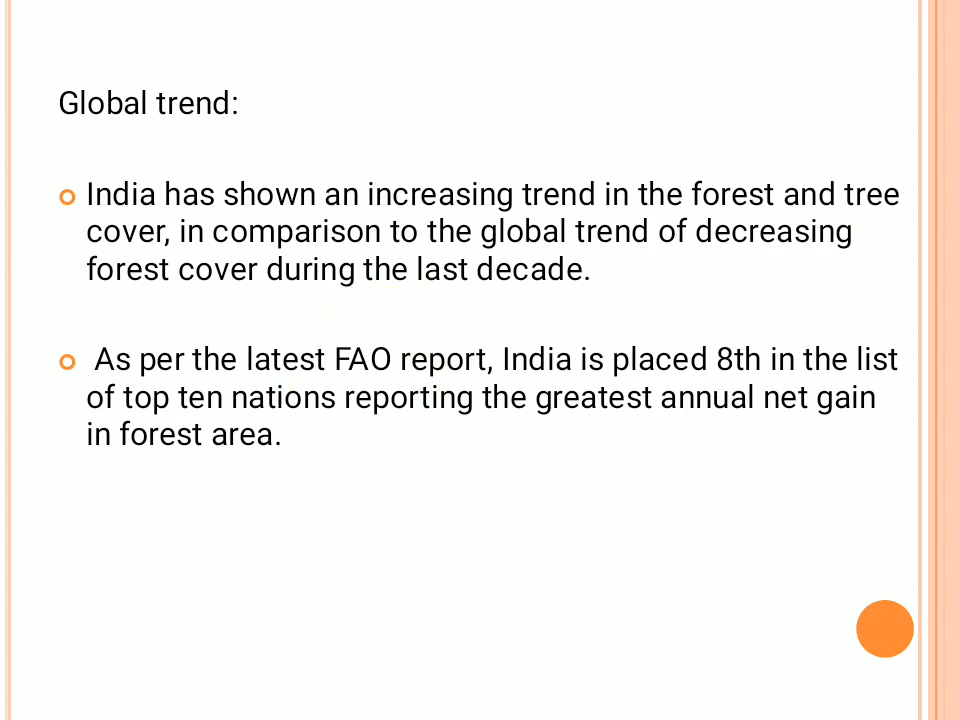 Global trend:
India has shown an increasing trend in the forest and tree
cover, in comparison to the global trend of decreasing
forest cover during the last decade.
As per the latest FAO report, India is placed 8th in the list
of top ten nations reporting the greatest annual net gain
in forest area.